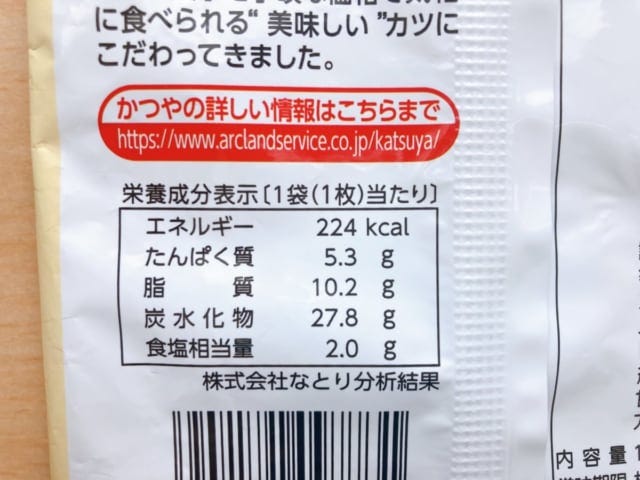 に食べられる“美味しい”カツに
こだわってきました。
かつやの詳しい情報はこちらまで
https://www.arclandservice.co.jp/katsuya/
栄養成分表示〔1袋(1枚)当たり〕
エネルギー 224 kcal
たんぱく質 5.3 g
脂質 10.2 g
炭水化物 27.8 g
食塩相当量 2.0 g
株式会社なとり分析結果
内容量